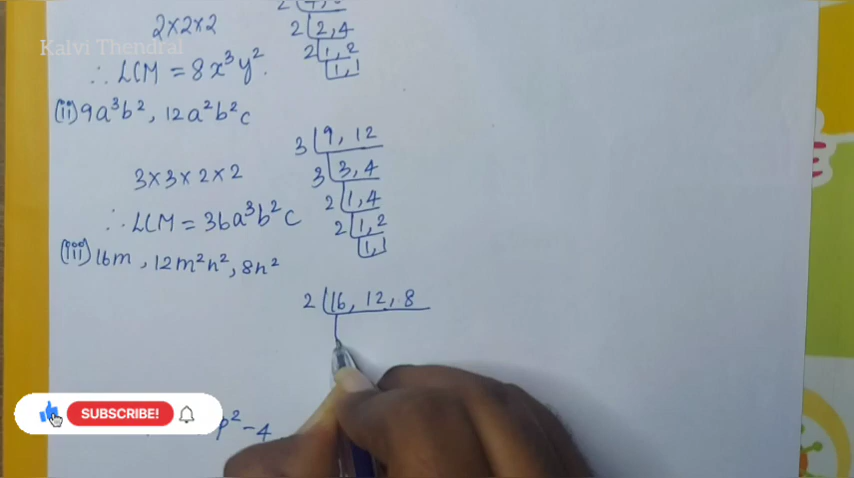 2×2×2
Kalvi Thendral
2 2, 4
2 1, 2
1, 1
∴ LCM = 8x³y².
(ii) 9a³b², 12a²b²c
3 9, 12
3 3, 4
3×3×2×2
2 1, 4
2 1, 2
1, 1
∴ LCM = 36a³b²c
(iii) 16m, 12m²n², 8n²
2 16, 12, 8
SUBSCRIBE!
p² - 4